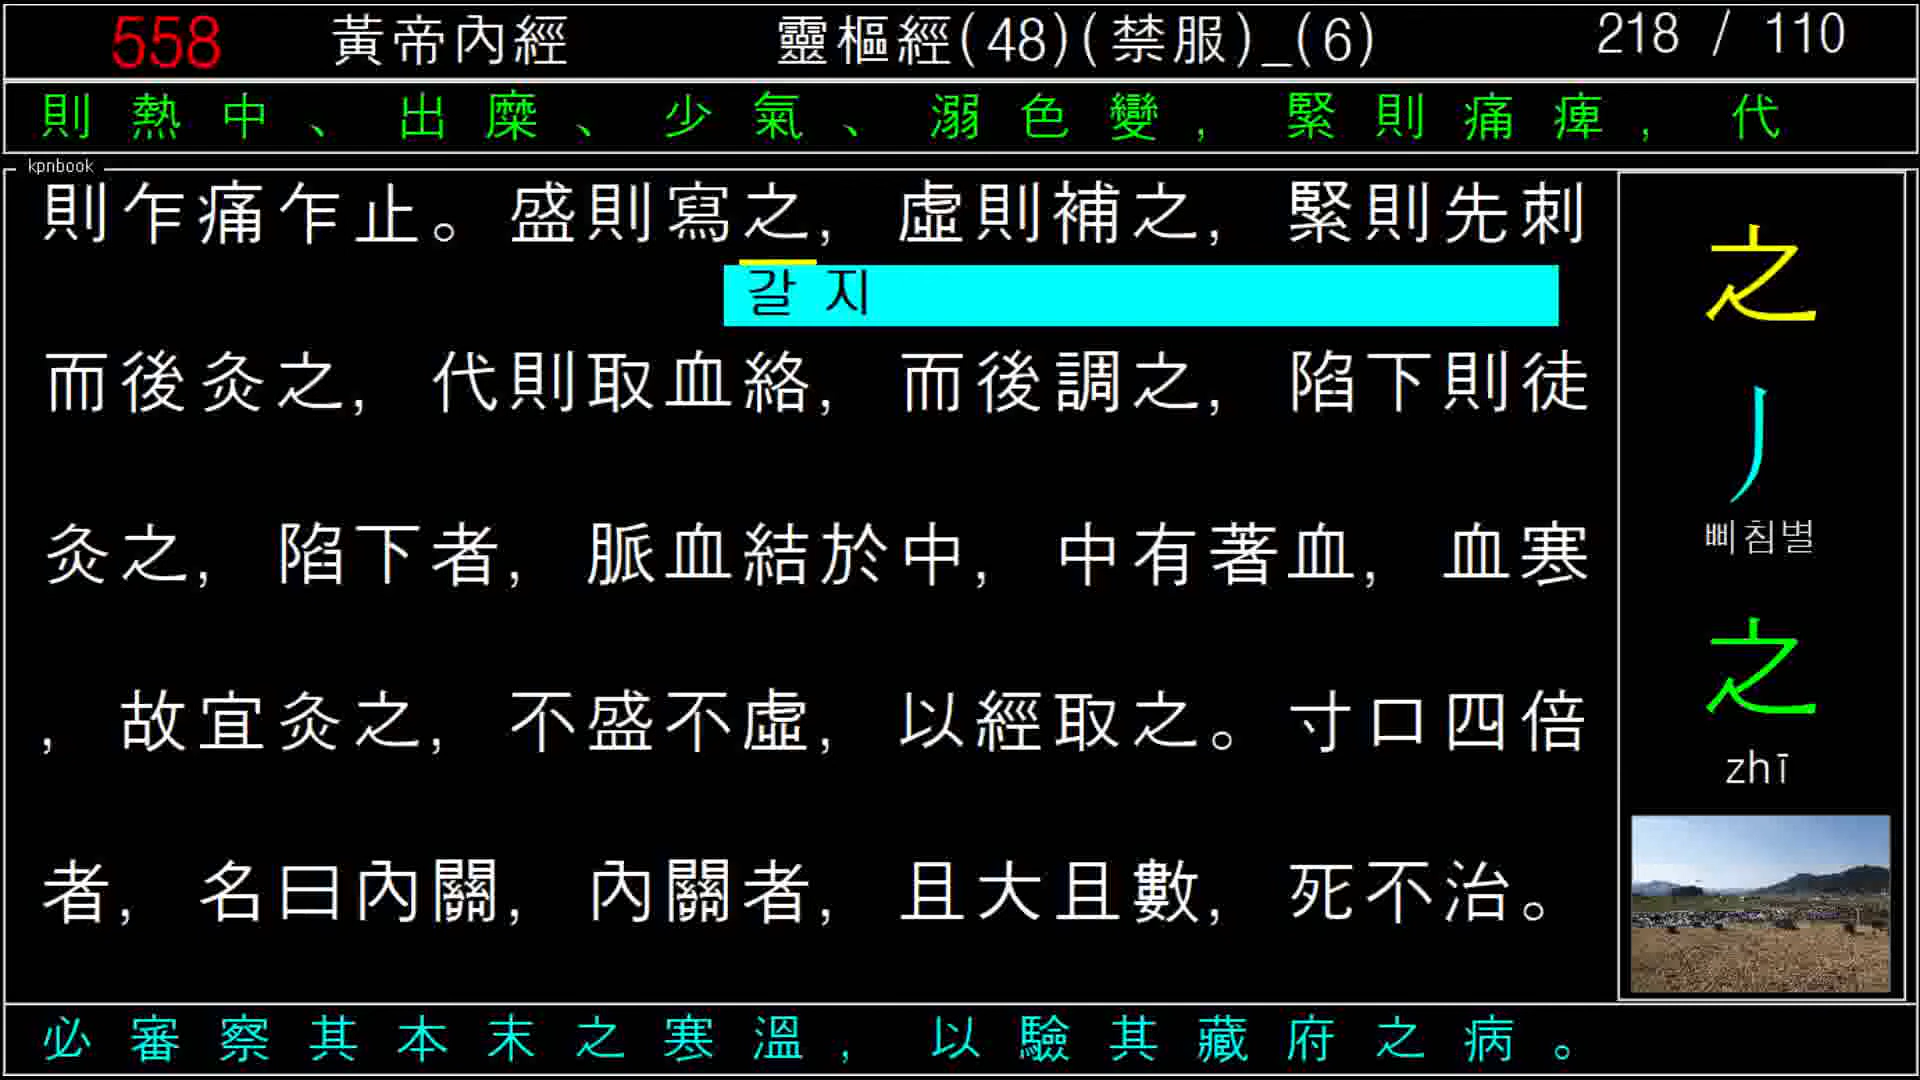 558 黃帝內經 靈樞經(48)(禁服)_(6) 218 / 110
則熱中、出糜、少氣、溺色變,緊則痛痺,代
kpnbook
則乍痛乍止。盛則寫之,虛則補之,緊則先刺
갈 지
而後灸之,代則取血絡,而後調之,陷下則徒
灸之,陷下者,脈血結於中,中有著血,血寒
,故宜灸之,不盛不虛,以經取之。寸口四倍
者,名曰內關,內關者,且大且數,死不治。
之
丿
삐침별
之
zhī
必審察其本末之寒溫,以驗其藏府之病。